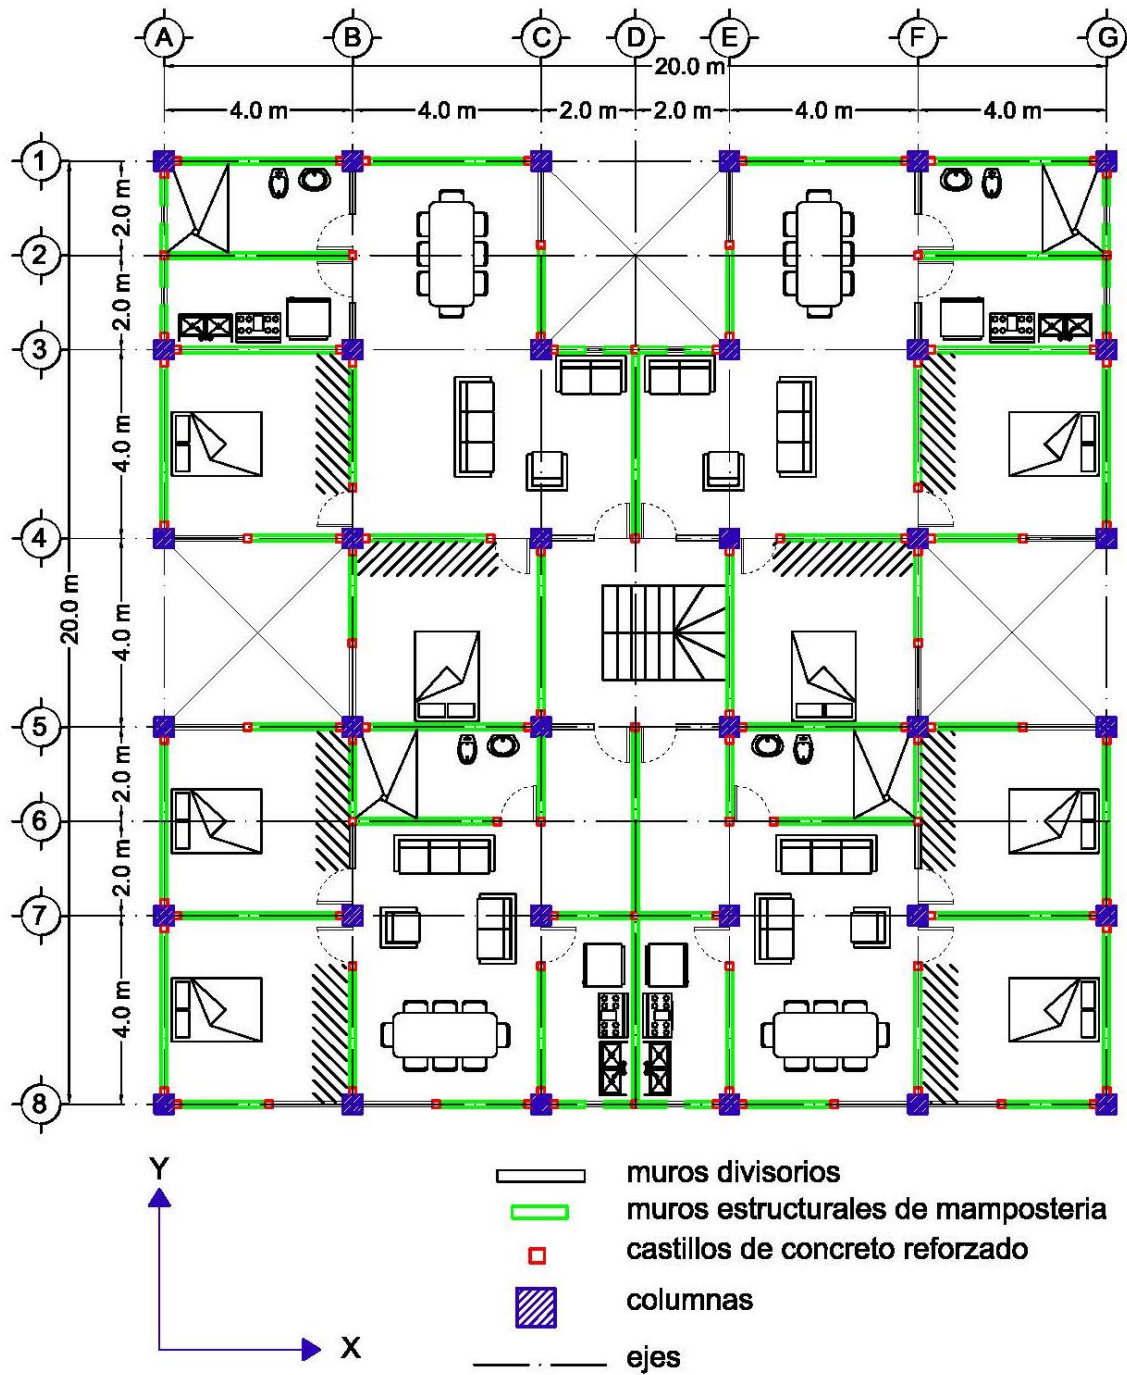 A B C D E F G
20.0 m
4.0 m 4.0 m 2.0 m 2.0 m 4.0 m 4.0 m
1
2.0 m
2
2.0 m
3
4.0 m
4
20.0 m
4.0 m
5
2.0 m
6
2.0 m
7
4.0 m
8
Y
X
muros divisorios
muros estructurales de mamposteria
castillos de concreto reforzado
columnas
ejes